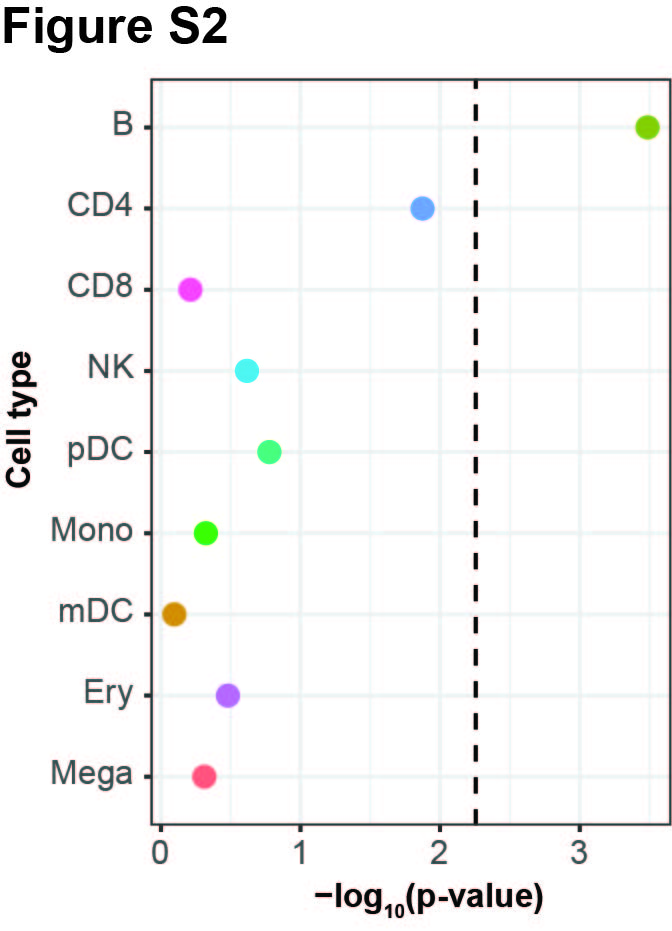 Figure S2
B
CD4
CD8
NK
pDC
Mono
mDC
Ery
Mega
Cell type
0 1 2 3
−log₁₀(p-value)